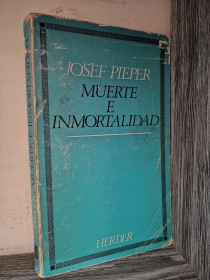 JOSEF PIEPER
MUERTE
E
INMORTALIDAD
HERDER